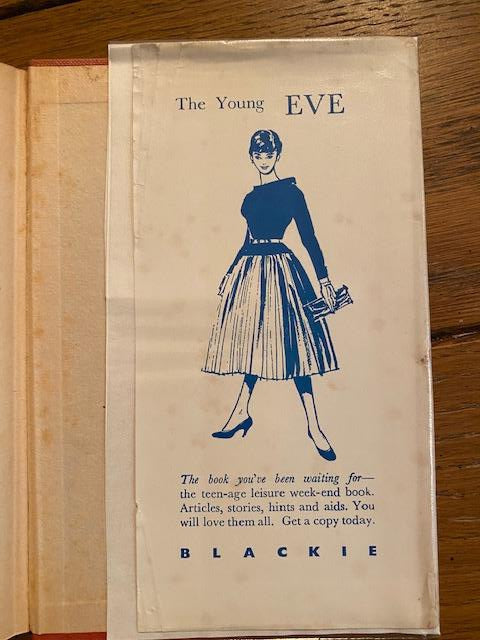 The Young EVE
The book you've been waiting for—
the teen-age leisure week-end book.
Articles, stories, hints and aids. You
will love them all. Get a copy today.
BLACKIE